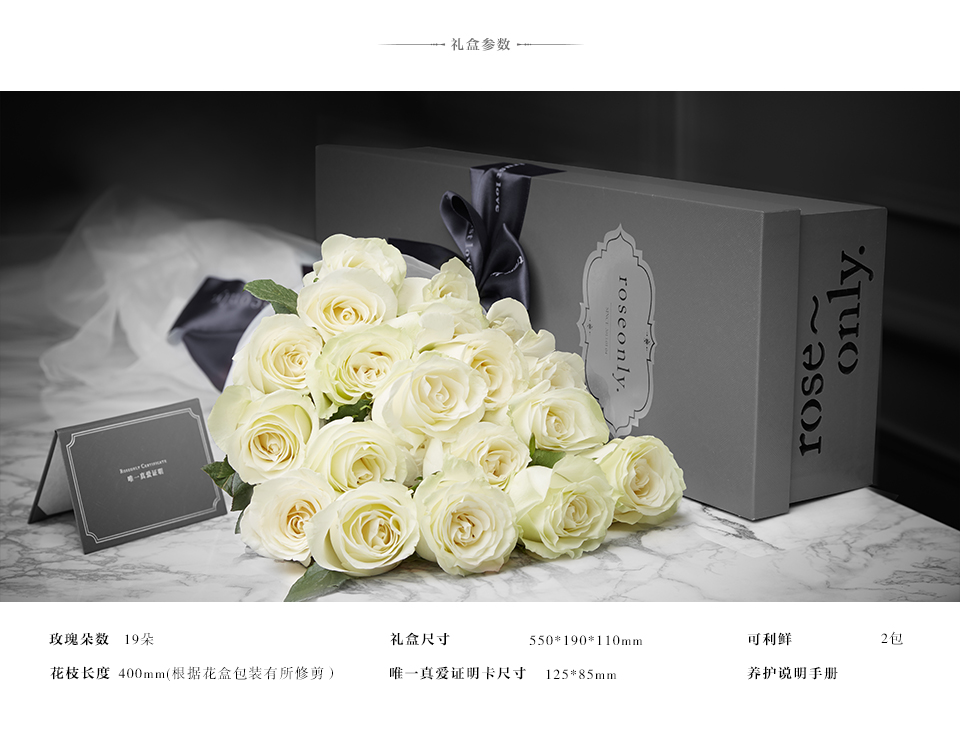 礼盒参数
roseonly.
rose~
only.
ROSEONLY CERTIFICATE
唯一真爱证明
玫瑰朵数 19朵
礼盒尺寸 550*190*110mm
可利鲜 2包
花枝长度 400mm(根据花盒包装有所修剪）
唯一真爱证明卡尺寸 125*85mm
养护说明手册